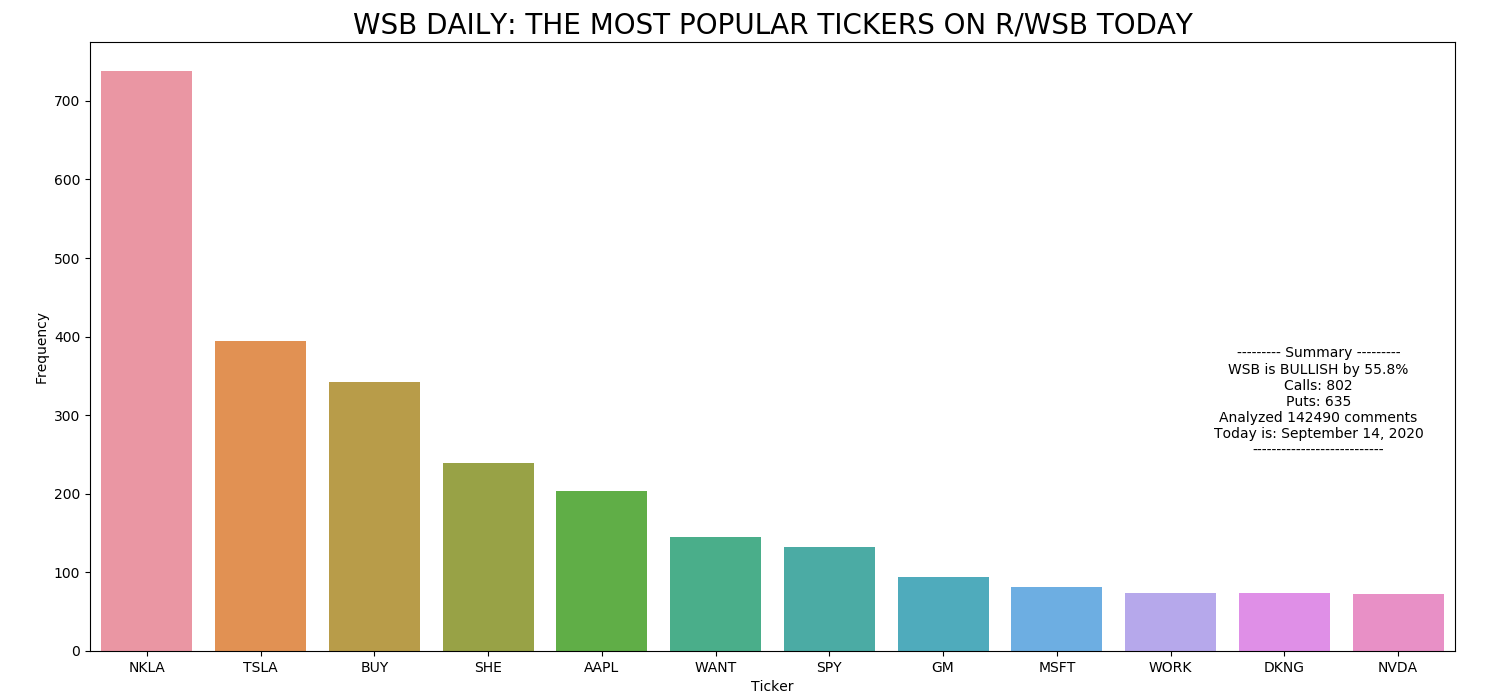 WSB DAILY: THE MOST POPULAR TICKERS ON R/WSB TODAY
700
600
500
400
300
200
100
0
Frequency
--------- Summary ---------
WSB is BULLISH by 55.8%
Calls: 802
Puts: 635
Analyzed 142490 comments
Today is: September 14, 2020
---------------------------
NKLA TSLA BUY SHE AAPL WANT SPY GM MSFT WORK DKNG NVDA
Ticker